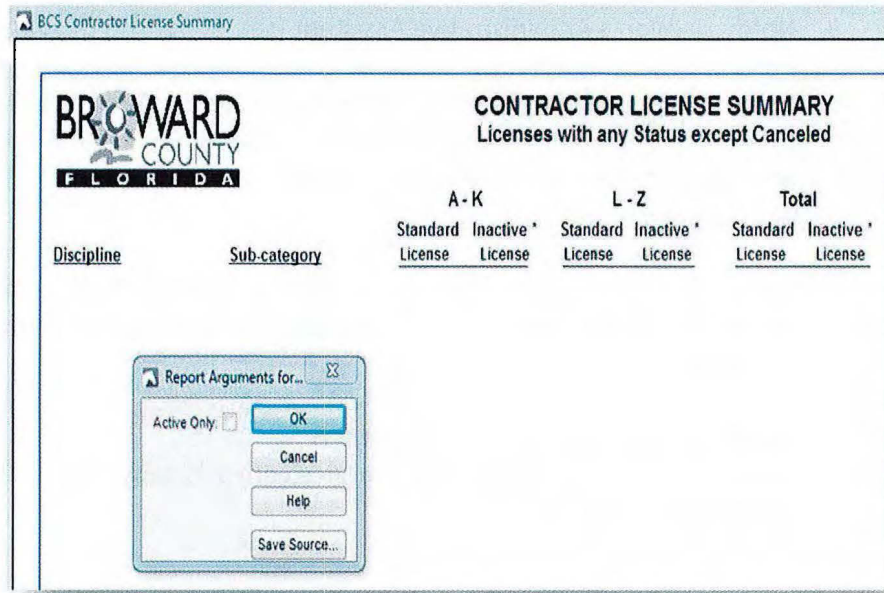 BCS Contractor License Summary
BROWARD
COUNTY
FLORIDA
CONTRACTOR LICENSE SUMMARY
Licenses with any Status except Canceled
A - K L - Z Total
Standard Inactive * Standard Inactive * Standard Inactive *
Discipline Sub-category License License License License License License
Report Arguments for...
Active Only: OK
Cancel
Help
Save Source...